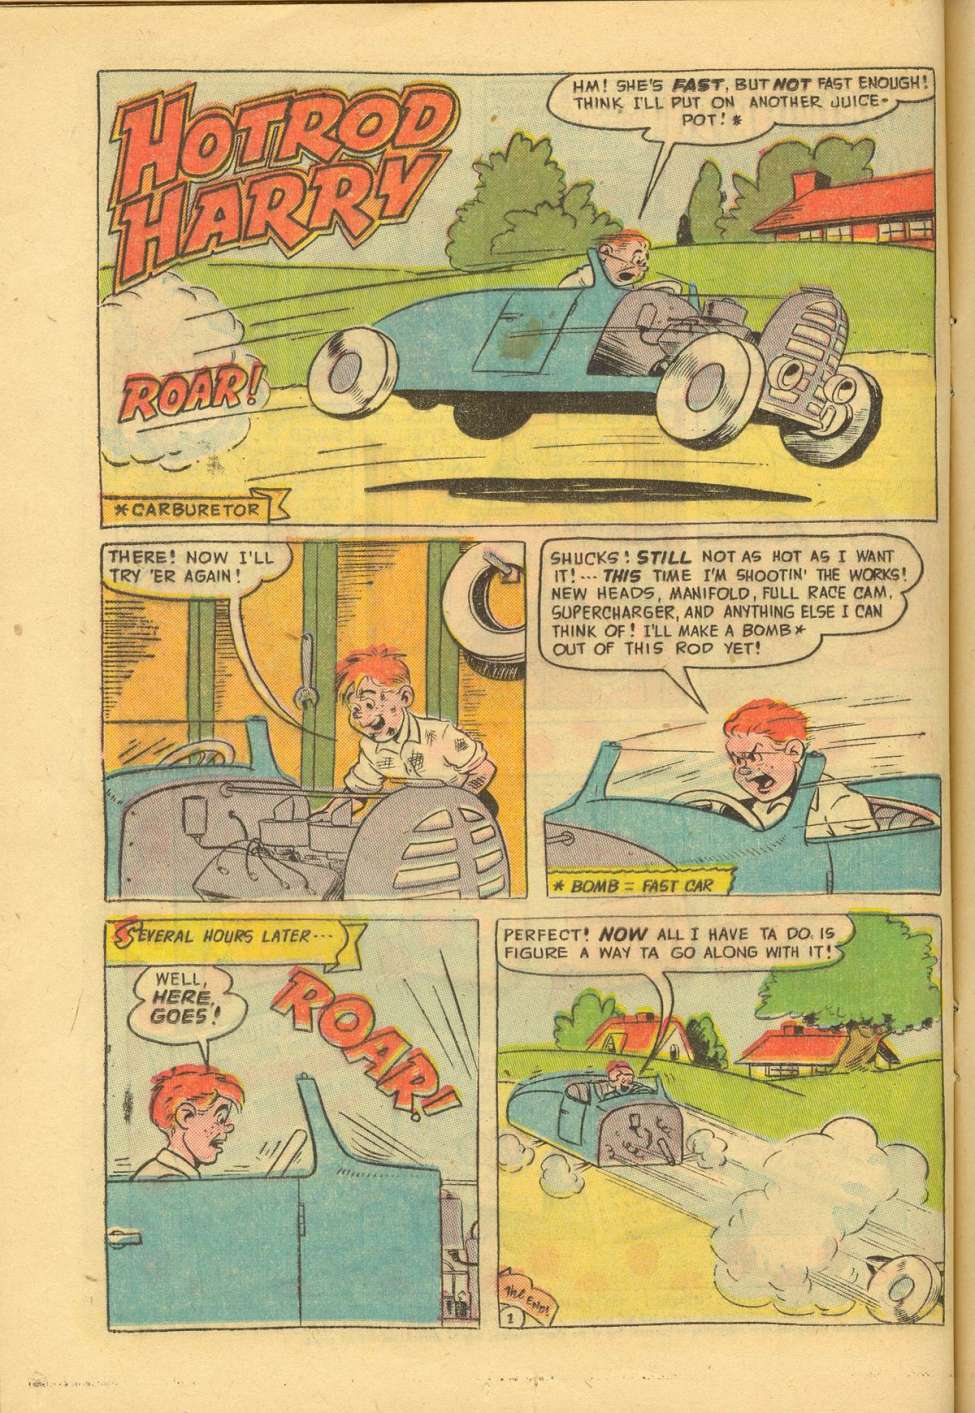 HOTROD
HARRY
HM! SHE'S FAST, BUT NOT FAST ENOUGH!
THINK I'LL PUT ON ANOTHER JUICE-
POT! *
ROAR!
*CARBURETOR
THERE! NOW I'LL
TRY 'ER AGAIN!
SHUCKS! STILL NOT AS HOT AS I WANT
IT! --- THIS TIME I'M SHOOTIN' THE WORKS!
NEW HEADS, MANIFOLD, FULL RACE CAM,
SUPERCHARGER, AND ANYTHING ELSE I CAN
THINK OF! I'LL MAKE A BOMB*
OUT OF THIS ROD YET!
* BOMB = FAST CAR
SEVERAL HOURS LATER---
WELL,
HERE
GOES!
ROAR!
PERFECT! NOW ALL I HAVE TA DO IS
FIGURE A WAY TA GO ALONG WITH IT!
THE END!
1